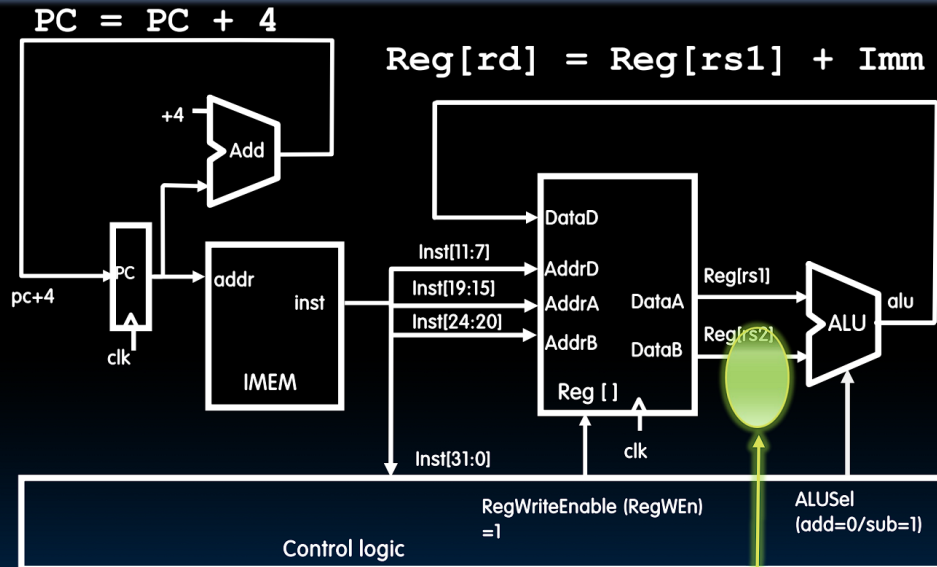 PC = PC + 4
Reg[rd] = Reg[rs1] + Imm
+4
Add
DataD
Inst[11:7]
AddrD
PC
addr
Inst[19:15]
AddrA
DataA
Reg[rs1]
alu
pc+4
inst
Inst[24:20]
AddrB
DataB
Reg[rs2]
ALU
clk
IMEM
Reg [ ]
clk
Inst[31:0]
RegWriteEnable (RegWEn)
=1
ALUSel
(add=0/sub=1)
Control logic